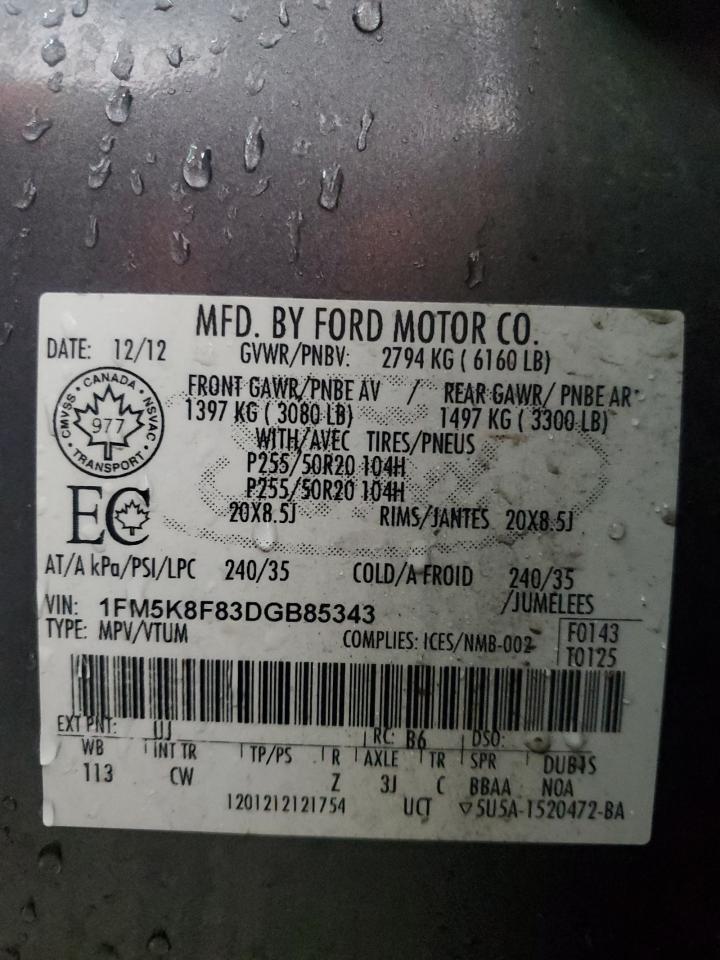 MFD. BY FORD MOTOR CO.
DATE: 12/12 GVWR/PNBV: 2794 KG ( 6160 LB)
CANADA
CMVSS • NSVAC
977
TRANSPORT
EC
FRONT GAWR/PNBE AV / REAR GAWR/ PNBE AR
1397 KG ( 3080 LB) 1497 KG ( 3300 LB)
WITH/AVEC TIRES/PNEUS
P255/50R20 104H
P255/50R20 104H
20X8.5J RIMS/JANTES 20X8.5J
AT/A kPa/PSI/LPC 240/35 COLD/A FROID 240/35
/JUMELEES
VIN: 1FM5K8F83DGB85343
TYPE: MPV/VTUM COMPLIES: ICES/NMB-002 F0143
T0125
EXT PNT: UJ RC: B6 DSO:
WB INT TR TP/PS R AXLE TR SPR DUB4S
113 CW Z 3J C BBAA NOA
1201212121754 UCT ▽5U5A-1520472-BA